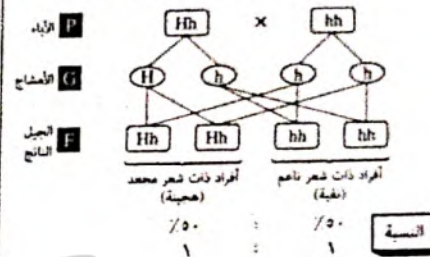 الآباء P Hh × hh
الأمشاج G H h h h
الجيل الناتج F Hh Hh hh hh
أفراد ذات شعر مجعد (هجينة) أفراد ذات شعر ناعم (نقية)
النسبة ٥٠٪ : ٥٠٪
١ : ١